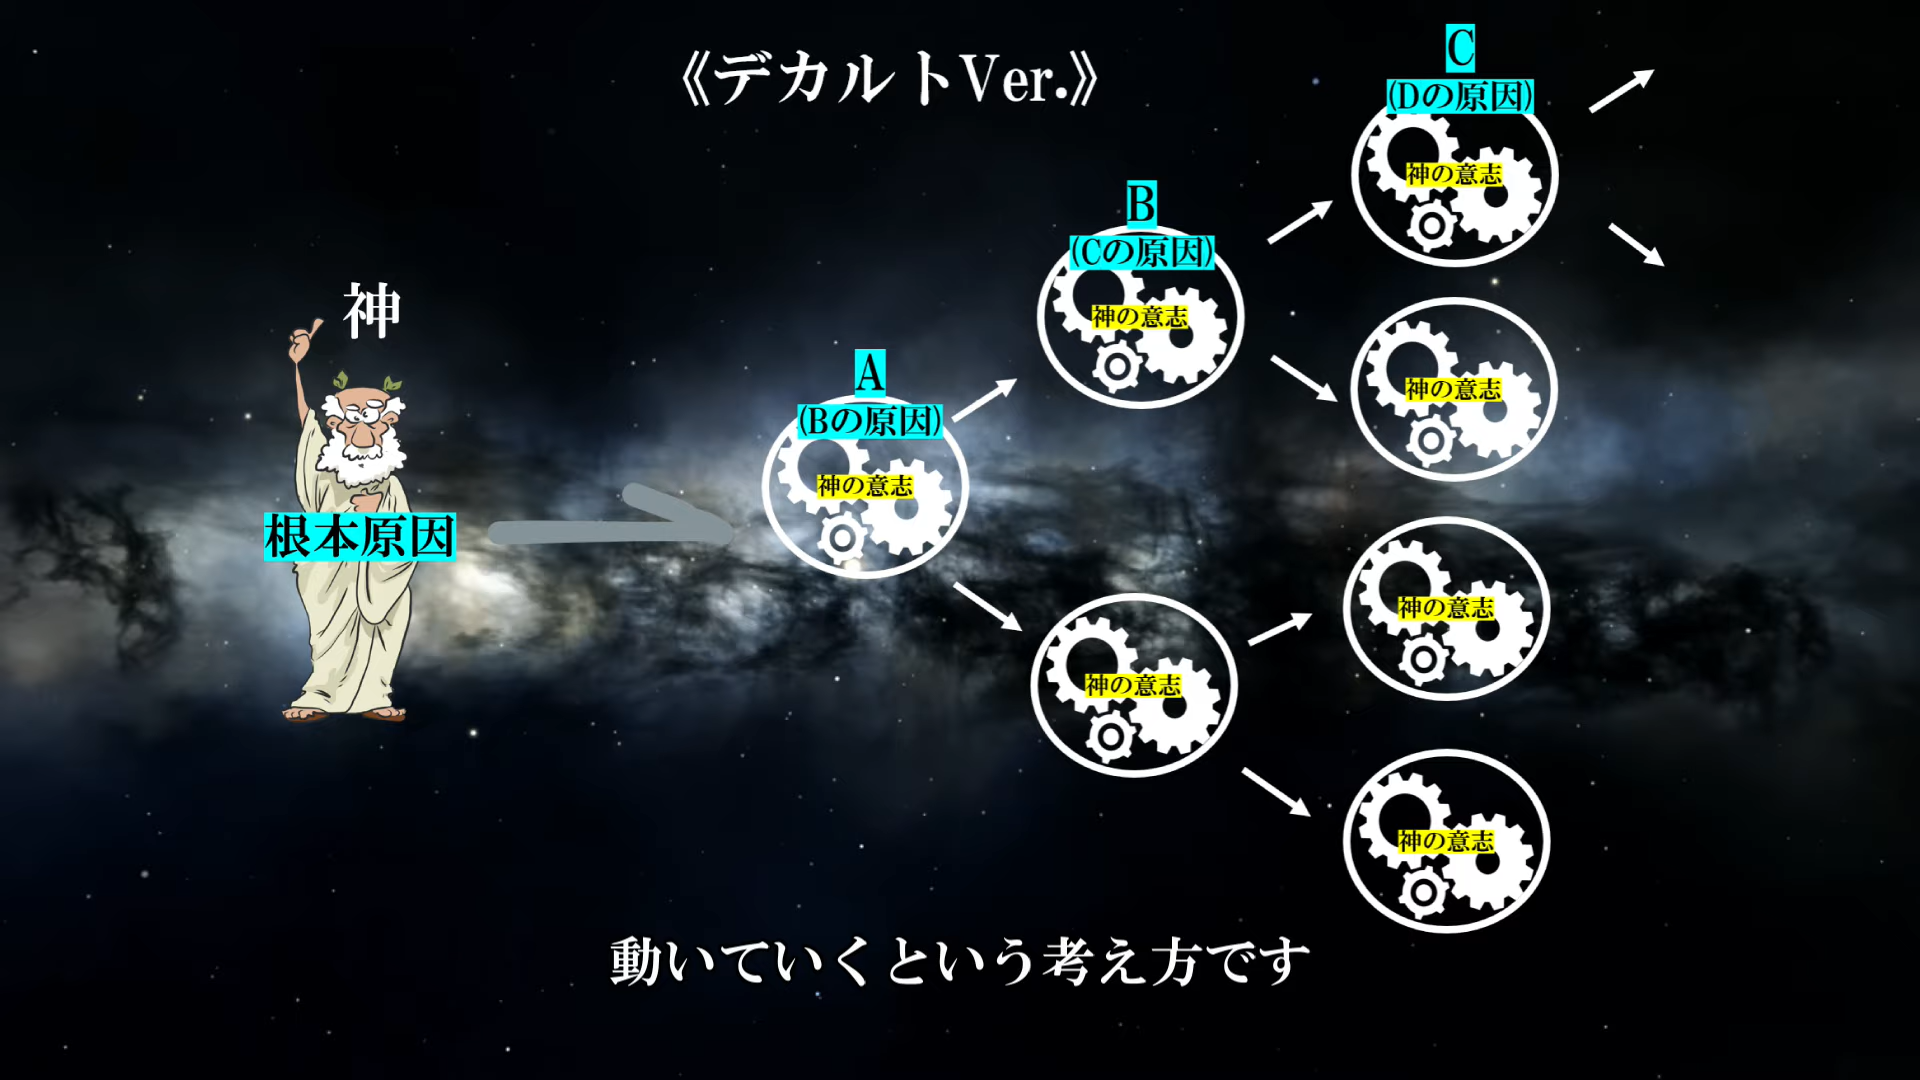 《デカルトVer.》
神
根本原因
A
(Bの原因)
神の意志
B
(Cの原因)
神の意志
神の意志
C
(Dの原因)
神の意志
神の意志
神の意志
神の意志
動いていくという考え方です